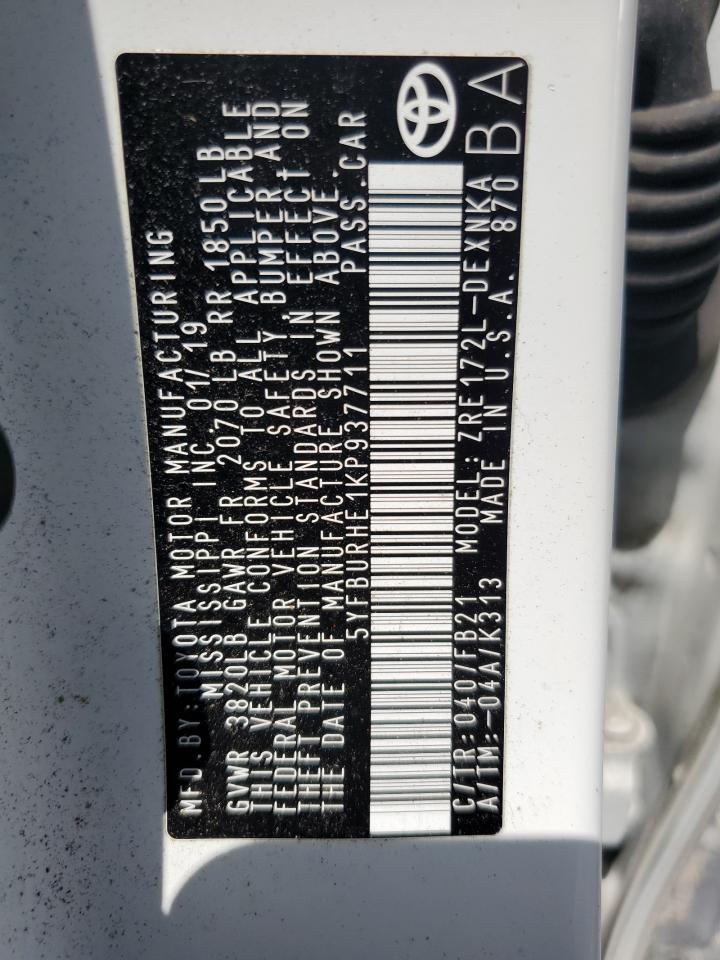 MFD.BY:TOYOTA MOTOR MANUFACTURING
MISSISSIPPI INC. 01/19
GVWR 3820LB GAWR FR 2070 LB RR 1850 LB
THIS VEHICLE CONFORMS TO ALL APPLICABLE
FEDERAL MOTOR VEHICLE SAFETY, BUMPER AND
THEFT PREVENTION STANDARDS IN EFFECT ON
THE DATE OF MANUFACTURE SHOWN ABOVE.
5YFBURHE1KP937711 PASS.CAR
C/TR:040/FB21 MODEL:ZRE172L-DEXNKA
A/TM:-04A/K313 MADE IN U.S.A. 870
BA